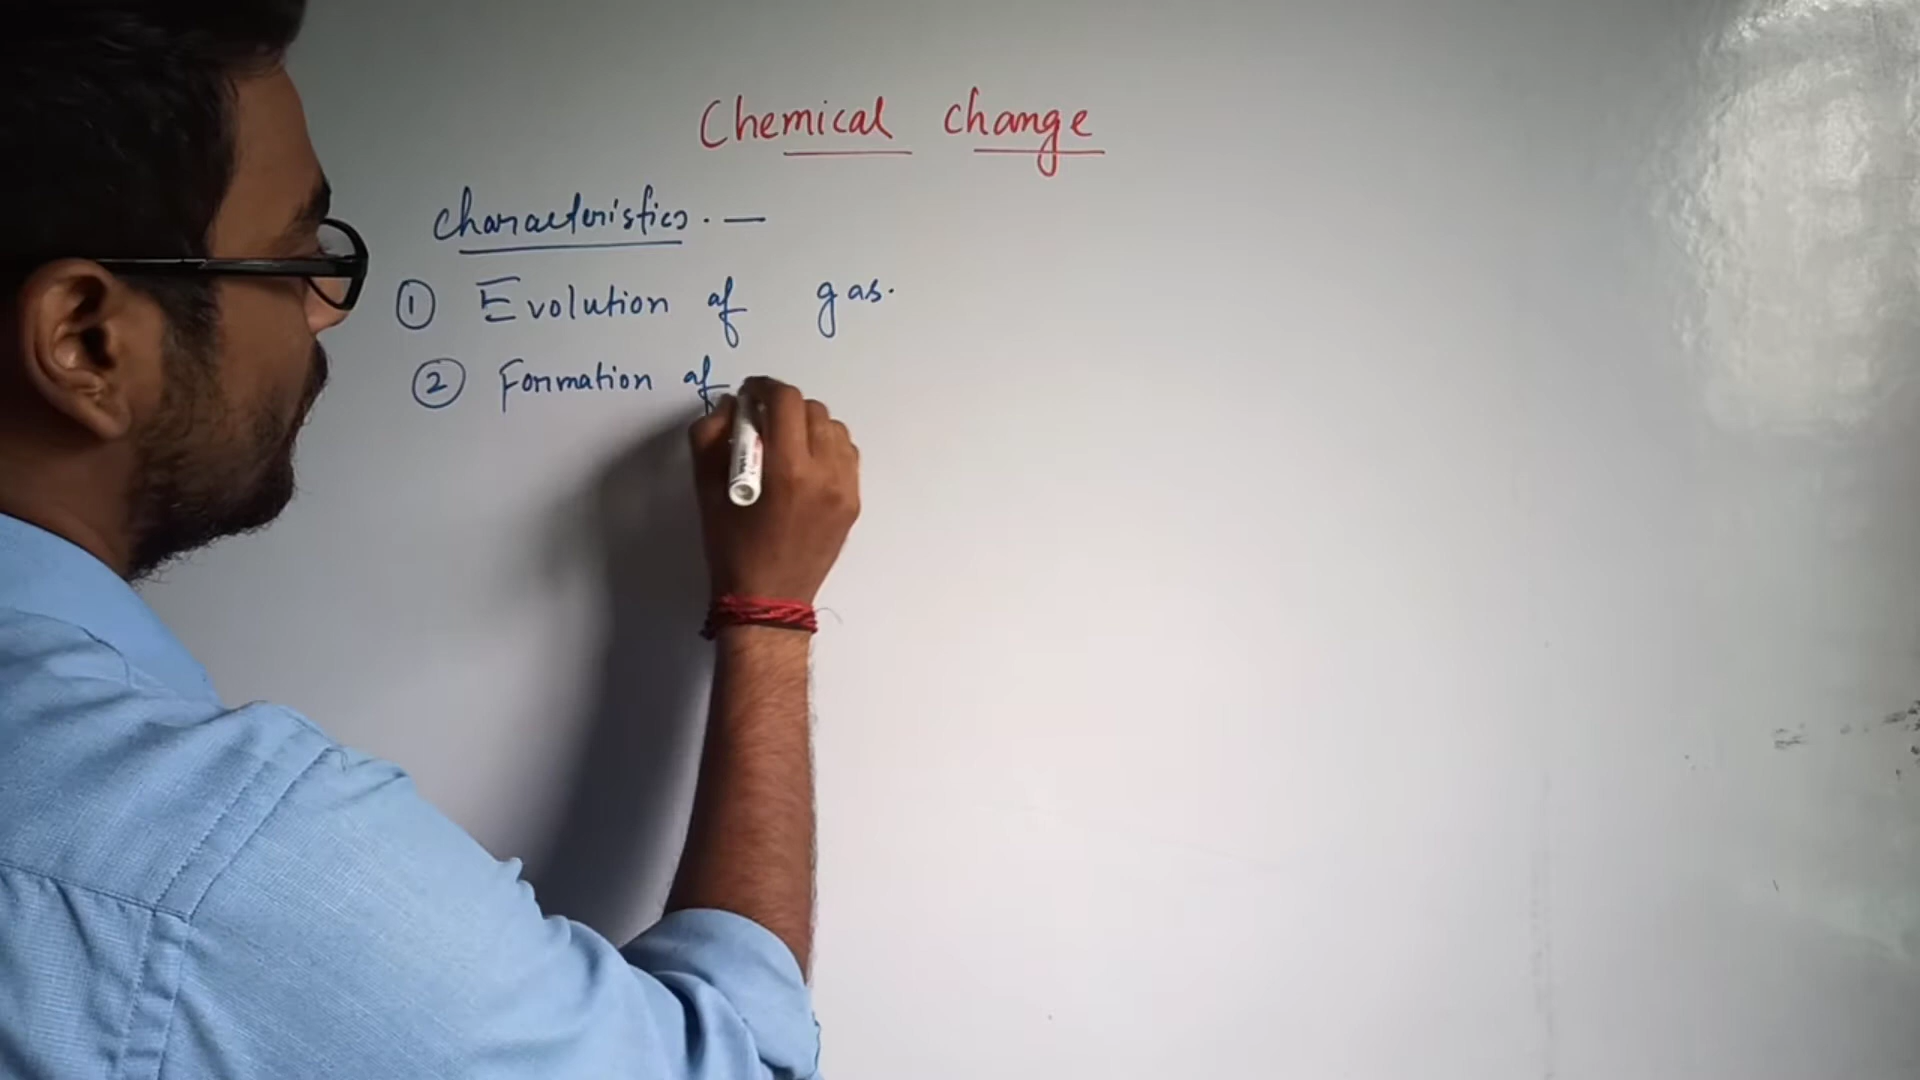 Chemical change
Characteristics. —
① Evolution of gas.
② Formation of